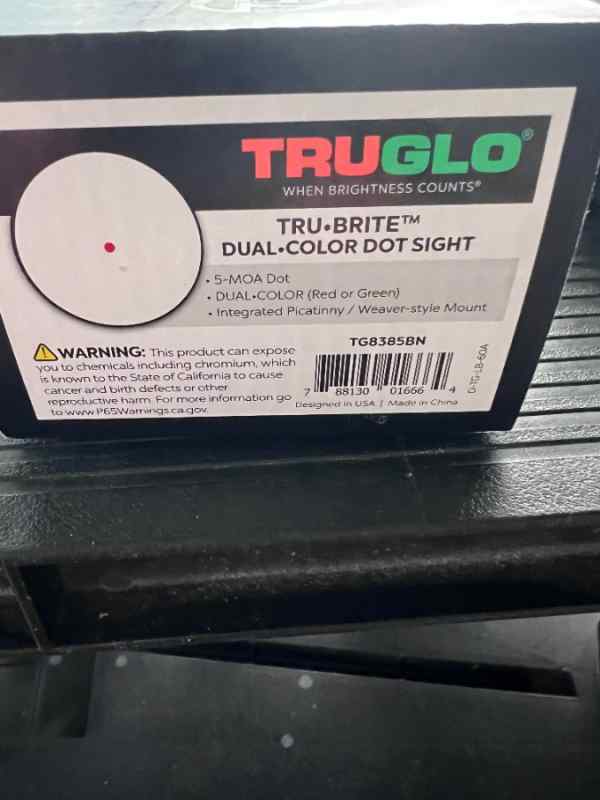 TRUGLO®
WHEN BRIGHTNESS COUNTS®
TRU•BRITE™
DUAL•COLOR DOT SIGHT
• 5-MOA Dot
• DUAL•COLOR (Red or Green)
• Integrated Picatinny / Weaver-style Mount
⚠WARNING: This product can expose
you to chemicals including chromium, which
is known to the State of California to cause
cancer and birth defects or other
reproductive harm. For more information go
to www.P65Warnings.ca.gov.
TG8385BN
7 88130 01666 4
Designed in USA | Made in China
D-TG-LB-60A